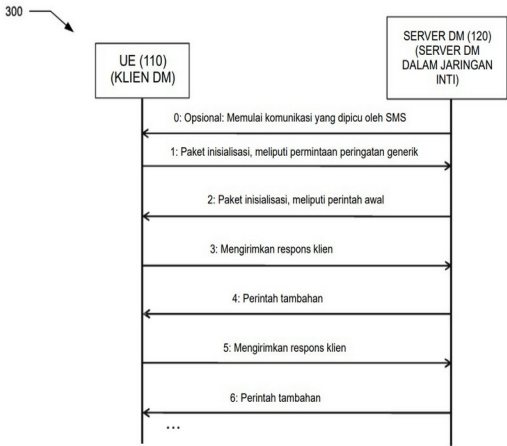 300
UE (110)
(KLIEN DM)
SERVER DM (120)
(SERVER DM
DALAM JARINGAN
INTI)
0: Opsional: Memulai komunikasi yang dipicu oleh SMS
1: Paket inisialisasi, meliputi permintaan peringatan generik
2: Paket inisialisasi, meliputi perintah awal
3: Mengirimkan respons klien
4: Perintah tambahan
5: Mengirimkan respons klien
6: Perintah tambahan
...